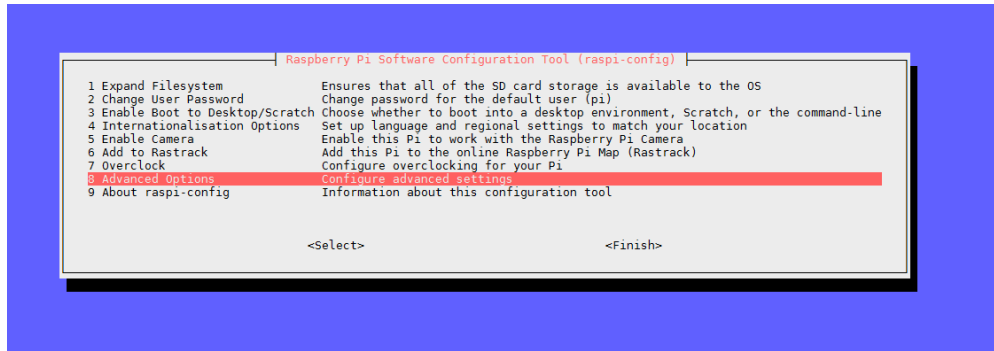 Raspberry Pi Software Configuration Tool (raspi-config)
1 Expand Filesystem Ensures that all of the SD card storage is available to the OS
2 Change User Password Change password for the default user (pi)
3 Enable Boot to Desktop/Scratch Choose whether to boot into a desktop environment, Scratch, or the command-line
4 Internationalisation Options Set up language and regional settings to match your location
5 Enable Camera Enable this Pi to work with the Raspberry Pi Camera
6 Add to Rastrack Add this Pi to the online Raspberry Pi Map (Rastrack)
7 Overclock Configure overclocking for your Pi
8 Advanced Options Configure advanced settings
9 About raspi-config Information about this configuration tool
<Select> <Finish>